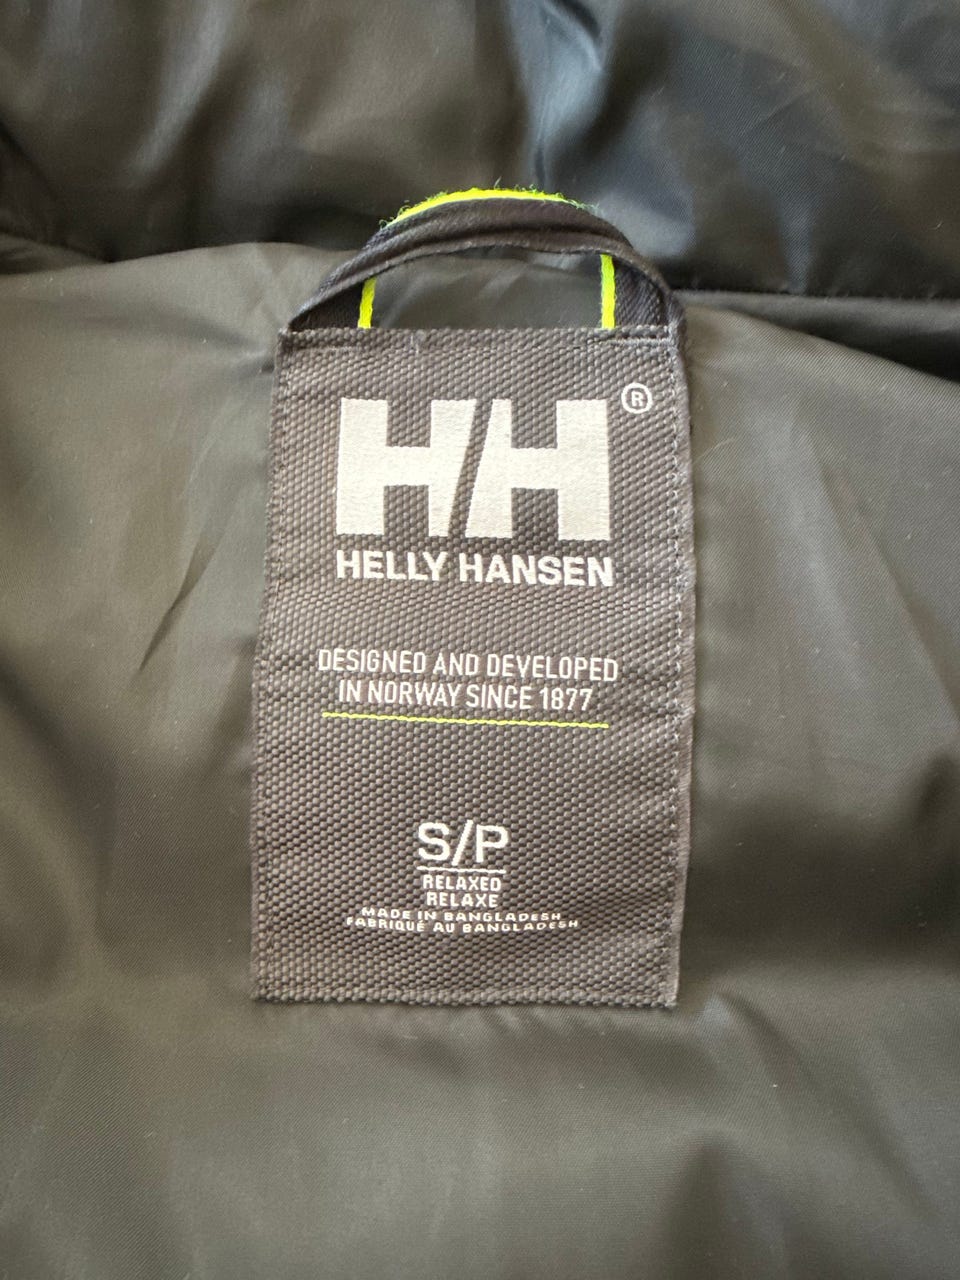 HH®
HELLY HANSEN
DESIGNED AND DEVELOPED
IN NORWAY SINCE 1877
S/P
RELAXED
RELAXE
MADE IN BANGLADESH
FABRIQUÉ AU BANGLADESH